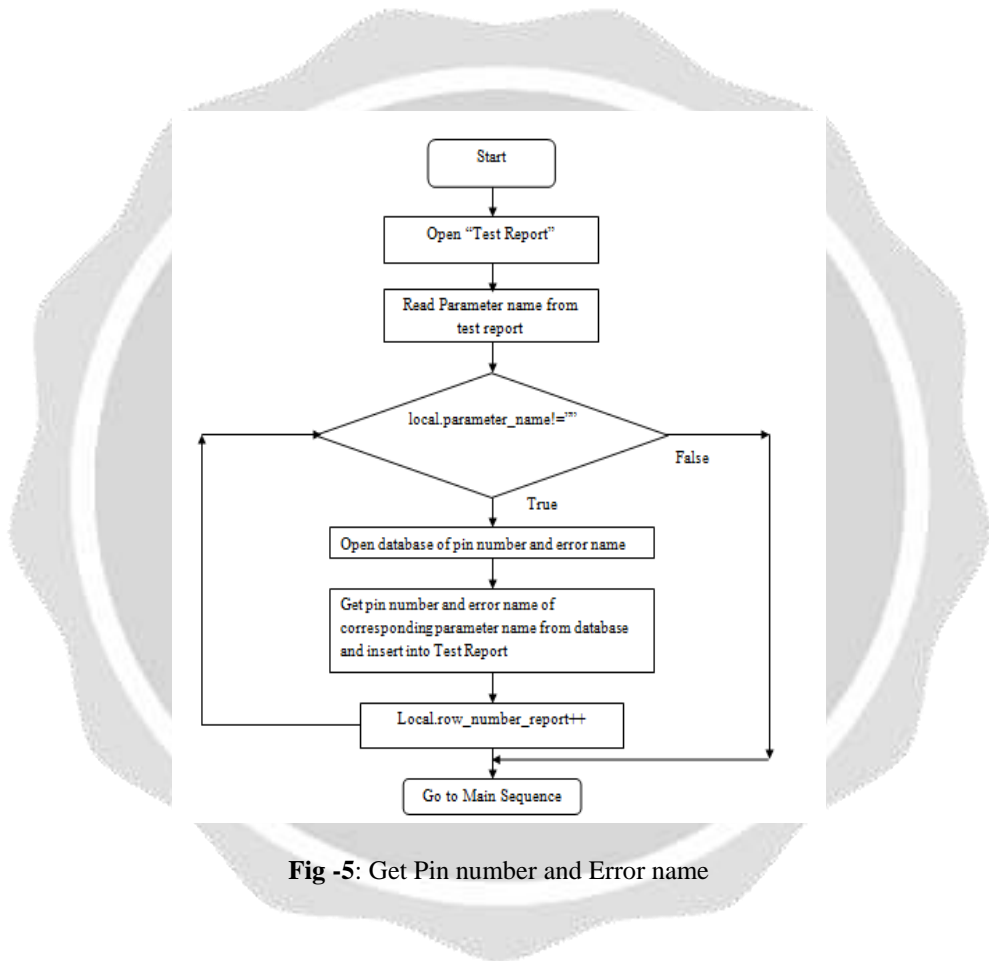 Start
Open “Test Report”
Read Parameter name from
test report
local.parameter_name!=””
False
True
Open database of pin number and error name
Get pin number and error name of
corresponding parameter name from database
and insert into Test Report
Local.row_number_report++
Go to Main Sequence
Fig -5: Get Pin number and Error name